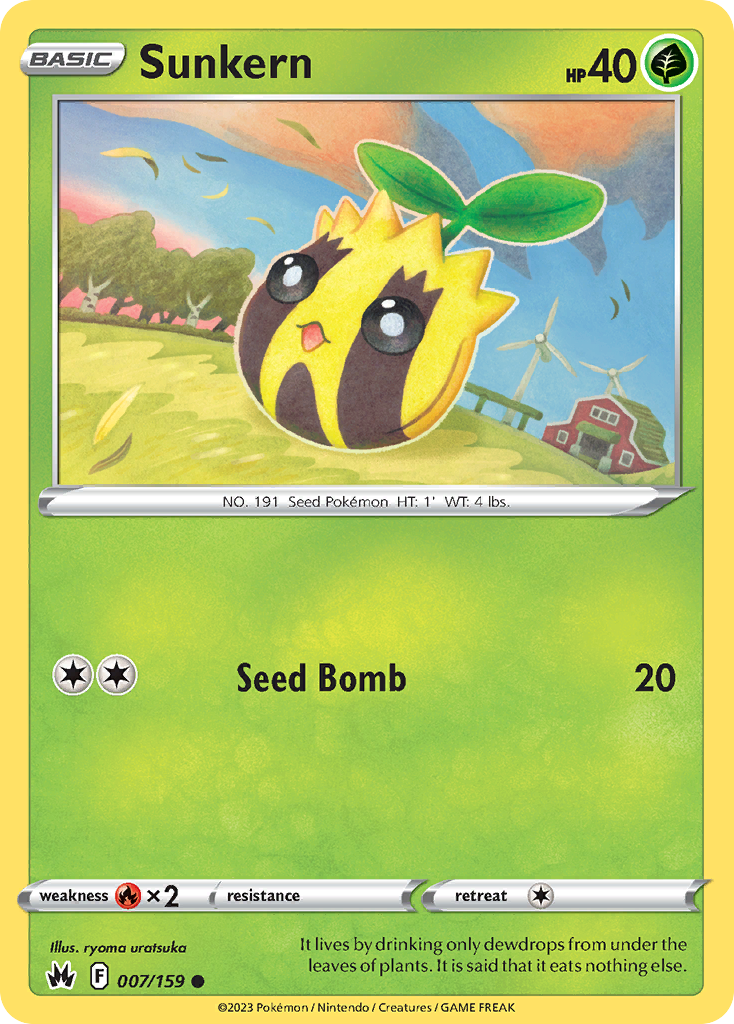 BASIC Sunkern HP40
NO. 191 Seed Pokémon HT: 1' WT: 4 lbs.
Seed Bomb 20
weakness ×2 resistance retreat
Illus. ryoma uratsuka
It lives by drinking only dewdrops from under the
leaves of plants. It is said that it eats nothing else.
F 007/159
©2023 Pokémon / Nintendo / Creatures / GAME FREAK